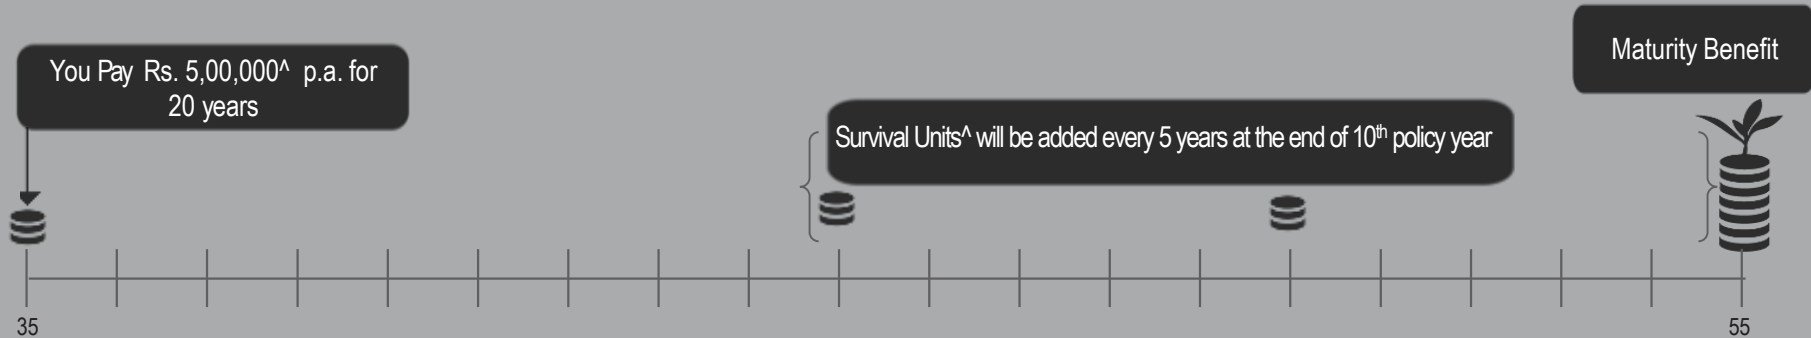 You Pay Rs. 5,00,000^ p.a. for
20 years
Survival Units^ will be added every 5 years at the end of 10th policy year
Maturity Benefit
35
55